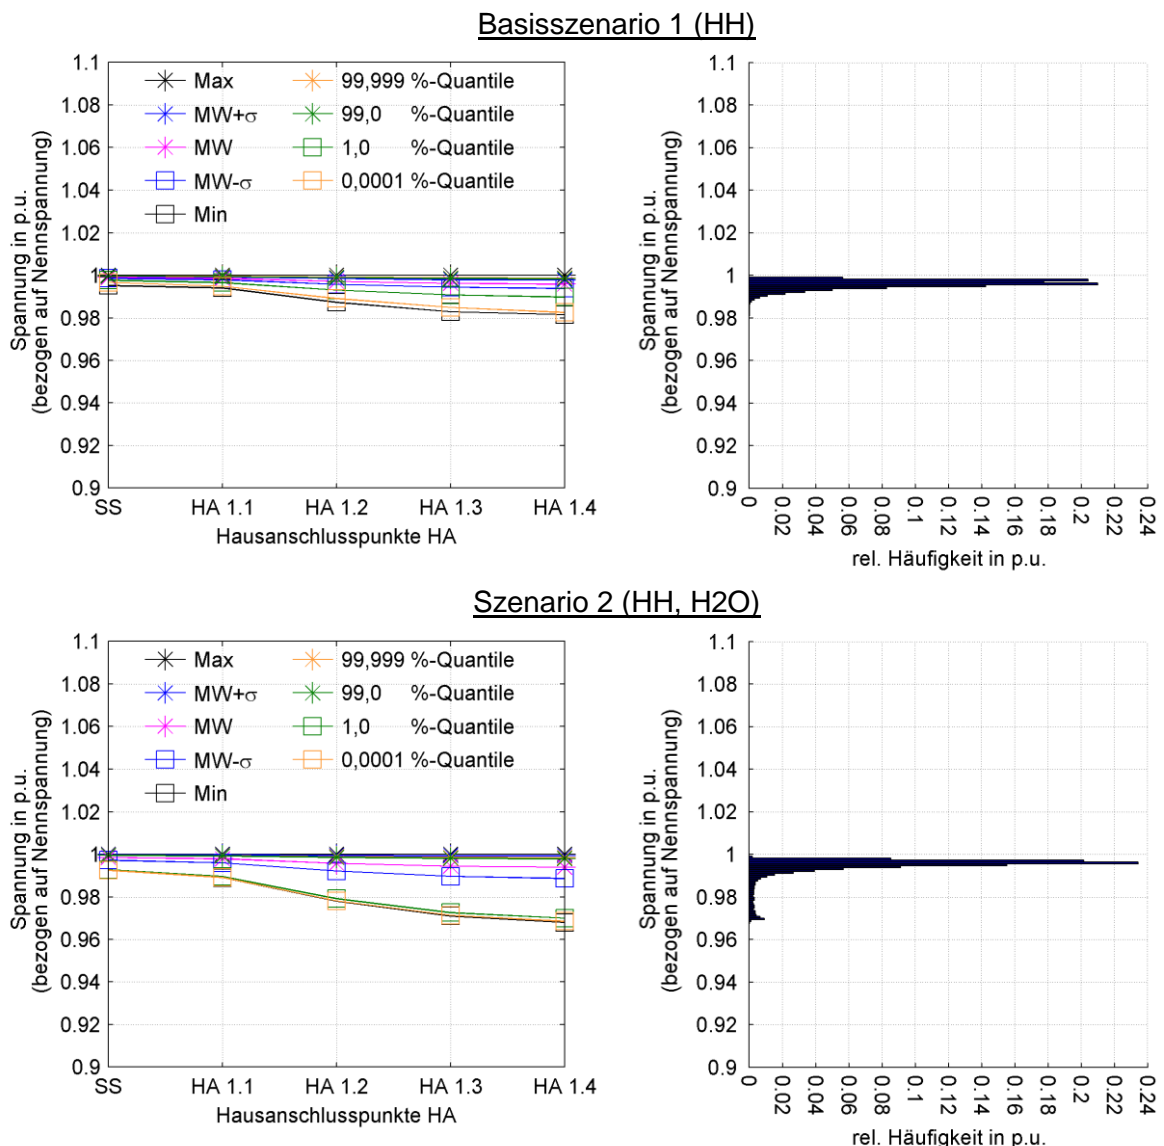 Basisszenario 1 (HH)
1.1
1.08
1.06
1.04
1.02
1
0.98
0.96
0.94
0.92
0.9
Spannung in p.u.
(bezogen auf Nennspannung)
Max
MW+σ
MW
MW-σ
Min
99,999 %-Quantile
99,0 %-Quantile
1,0 %-Quantile
0,0001 %-Quantile
SS HA 1.1 HA 1.2 HA 1.3 HA 1.4
Hausanschlusspunkte HA
1.1
1.08
1.06
1.04
1.02
1
0.98
0.96
0.94
0.92
0.9
Spannung in p.u.
(bezogen auf Nennspannung)
0 0.02 0.04 0.06 0.08 0.1 0.12 0.14 0.16 0.18 0.2 0.22 0.24
rel. Häufigkeit in p.u.
Szenario 2 (HH, H2O)
1.1
1.08
1.06
1.04
1.02
1
0.98
0.96
0.94
0.92
0.9
Spannung in p.u.
(bezogen auf Nennspannung)
Max
MW+σ
MW
MW-σ
Min
99,999 %-Quantile
99,0 %-Quantile
1,0 %-Quantile
0,0001 %-Quantile
SS HA 1.1 HA 1.2 HA 1.3 HA 1.4
Hausanschlusspunkte HA
1.1
1.08
1.06
1.04
1.02
1
0.98
0.96
0.94
0.92
0.9
Spannung in p.u.
(bezogen auf Nennspannung)
0 0.02 0.04 0.06 0.08 0.1 0.12 0.14 0.16 0.18 0.2 0.22 0.24
rel. Häufigkeit in p.u.